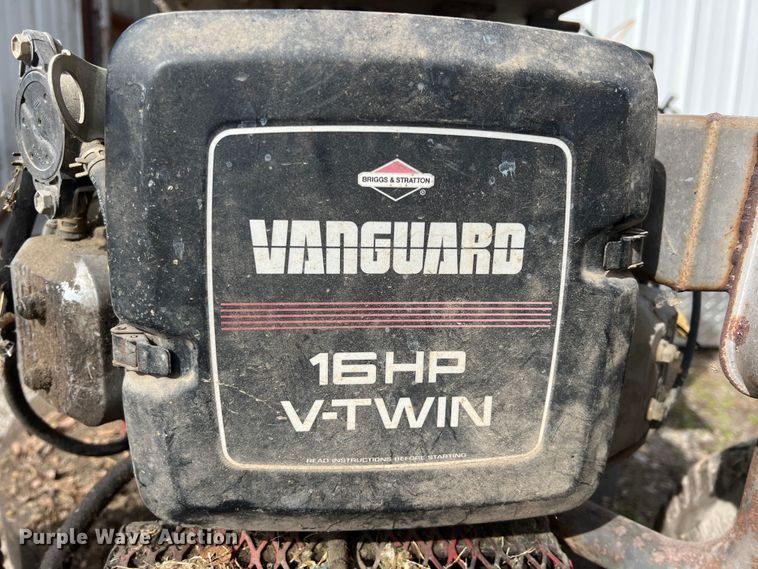 BRIGGS & STRATTON
®
VANGUARD
16HP
V-TWIN
READ INSTRUCTIONS BEFORE STARTING
Purple Wave Auction